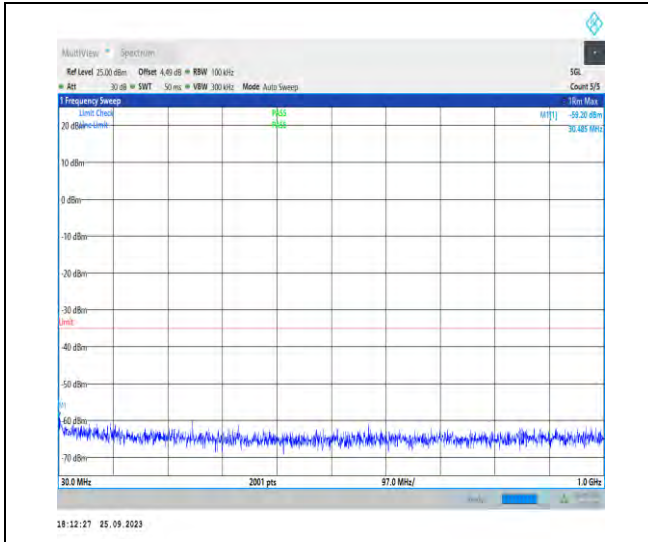 MultiView Spectrum
Ref Level 25.00 dBm Offset 4.49 dB RBW 100 kHz SGL
Att 30 dB SWT 50 ms VBW 300 kHz Mode Auto Sweep Count 5/5
1 Frequency Sweep 1Rm Max
Limit Check PASS M1[1] -59.20 dBm
20 dBm Line Limit PASS 30.485 MHz
10 dBm
0 dBm
-10 dBm
-20 dBm
-30 dBm
Limit
-40 dBm
-50 dBm
M1
-60 dBm
-70 dBm
30.0 MHz 2001 pts 97.0 MHz/ 1.0 GHz
18:12:27 25.09.2023